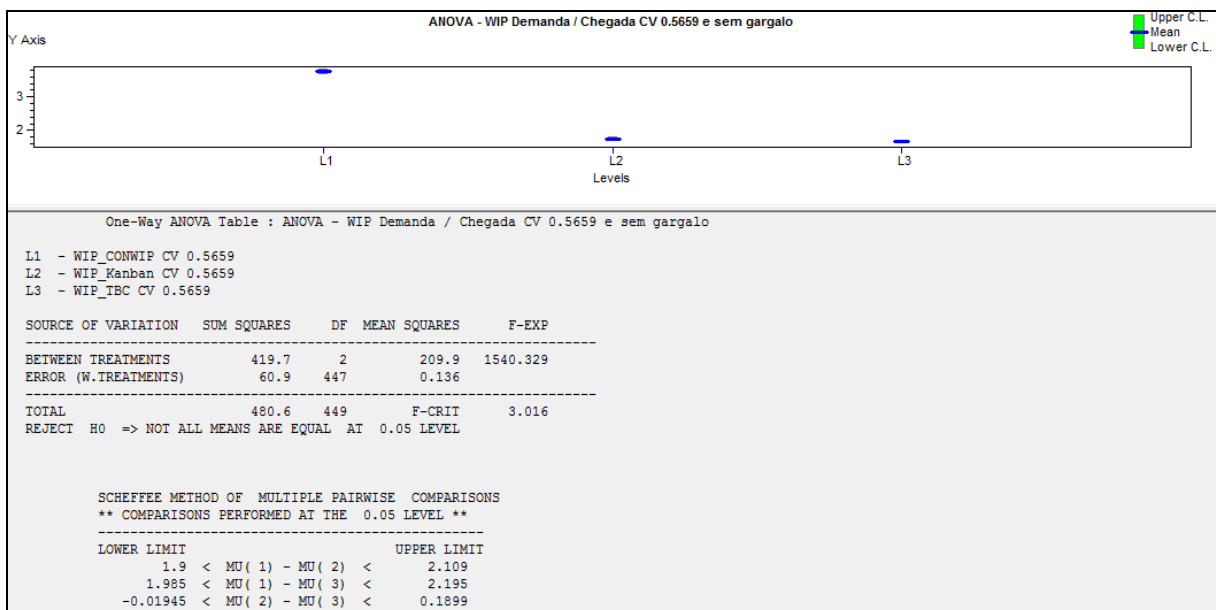 ANOVA - WIP Demanda / Chegada CV 0.5659 e sem gargalo
Upper C.L.
Mean
Lower C.L.
Y Axis
3
2
L1 L2 L3
Levels
One-Way ANOVA Table : ANOVA - WIP Demanda / Chegada CV 0.5659 e sem gargalo
L1 - WIP_CONWIP CV 0.5659
L2 - WIP_Kanban CV 0.5659
L3 - WIP_TBC CV 0.5659
SOURCE OF VARIATION SUM SQUARES DF MEAN SQUARES F-EXP
BETWEEN TREATMENTS 419.7 2 209.9 1540.329
ERROR (W.TREATMENTS) 60.9 447 0.136
TOTAL 480.6 449 F-CRIT 3.016
REJECT H0 => NOT ALL MEANS ARE EQUAL AT 0.05 LEVEL
SCHEFFEE METHOD OF MULTIPLE PAIRWISE COMPARISONS
** COMPARISONS PERFORMED AT THE 0.05 LEVEL **
LOWER LIMIT UPPER LIMIT
1.9 < MU( 1) - MU( 2) < 2.109
1.985 < MU( 1) - MU( 3) < 2.195
-0.01945 < MU( 2) - MU( 3) < 0.1899